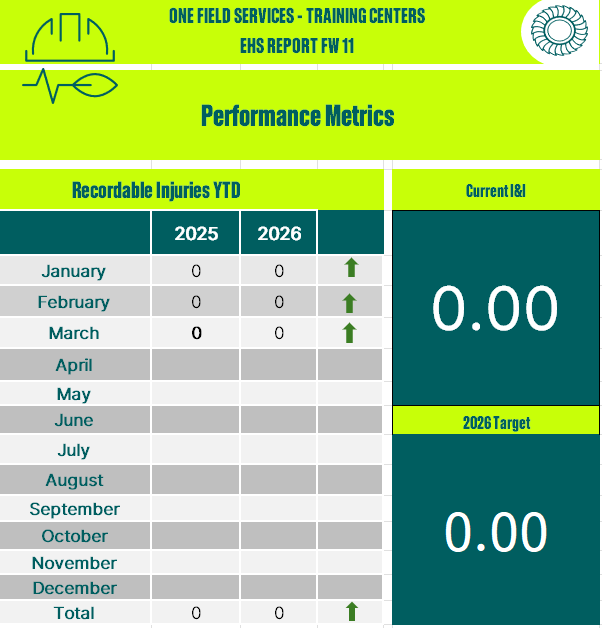 ONE FIELD SERVICES - TRAINING CENTERS
EHS REPORT FW 11
Performance Metrics
Recordable Injuries YTD
2025 2026
January 0 0
February 0 0
March 0 0
April
May
June
July
August
September
October
November
December
Total 0 0
Current I&I
0.00
2026 Target
0.00